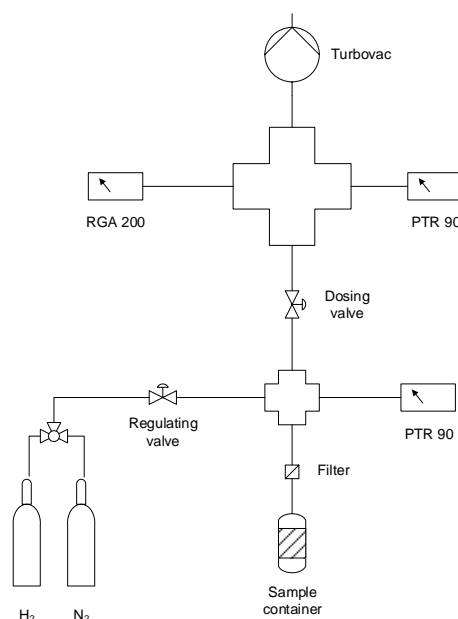 Turbovac
RGA 200
PTR 90
Dosing
valve
Regulating
valve
PTR 90
Filter
Sample
container
H₂
N₂